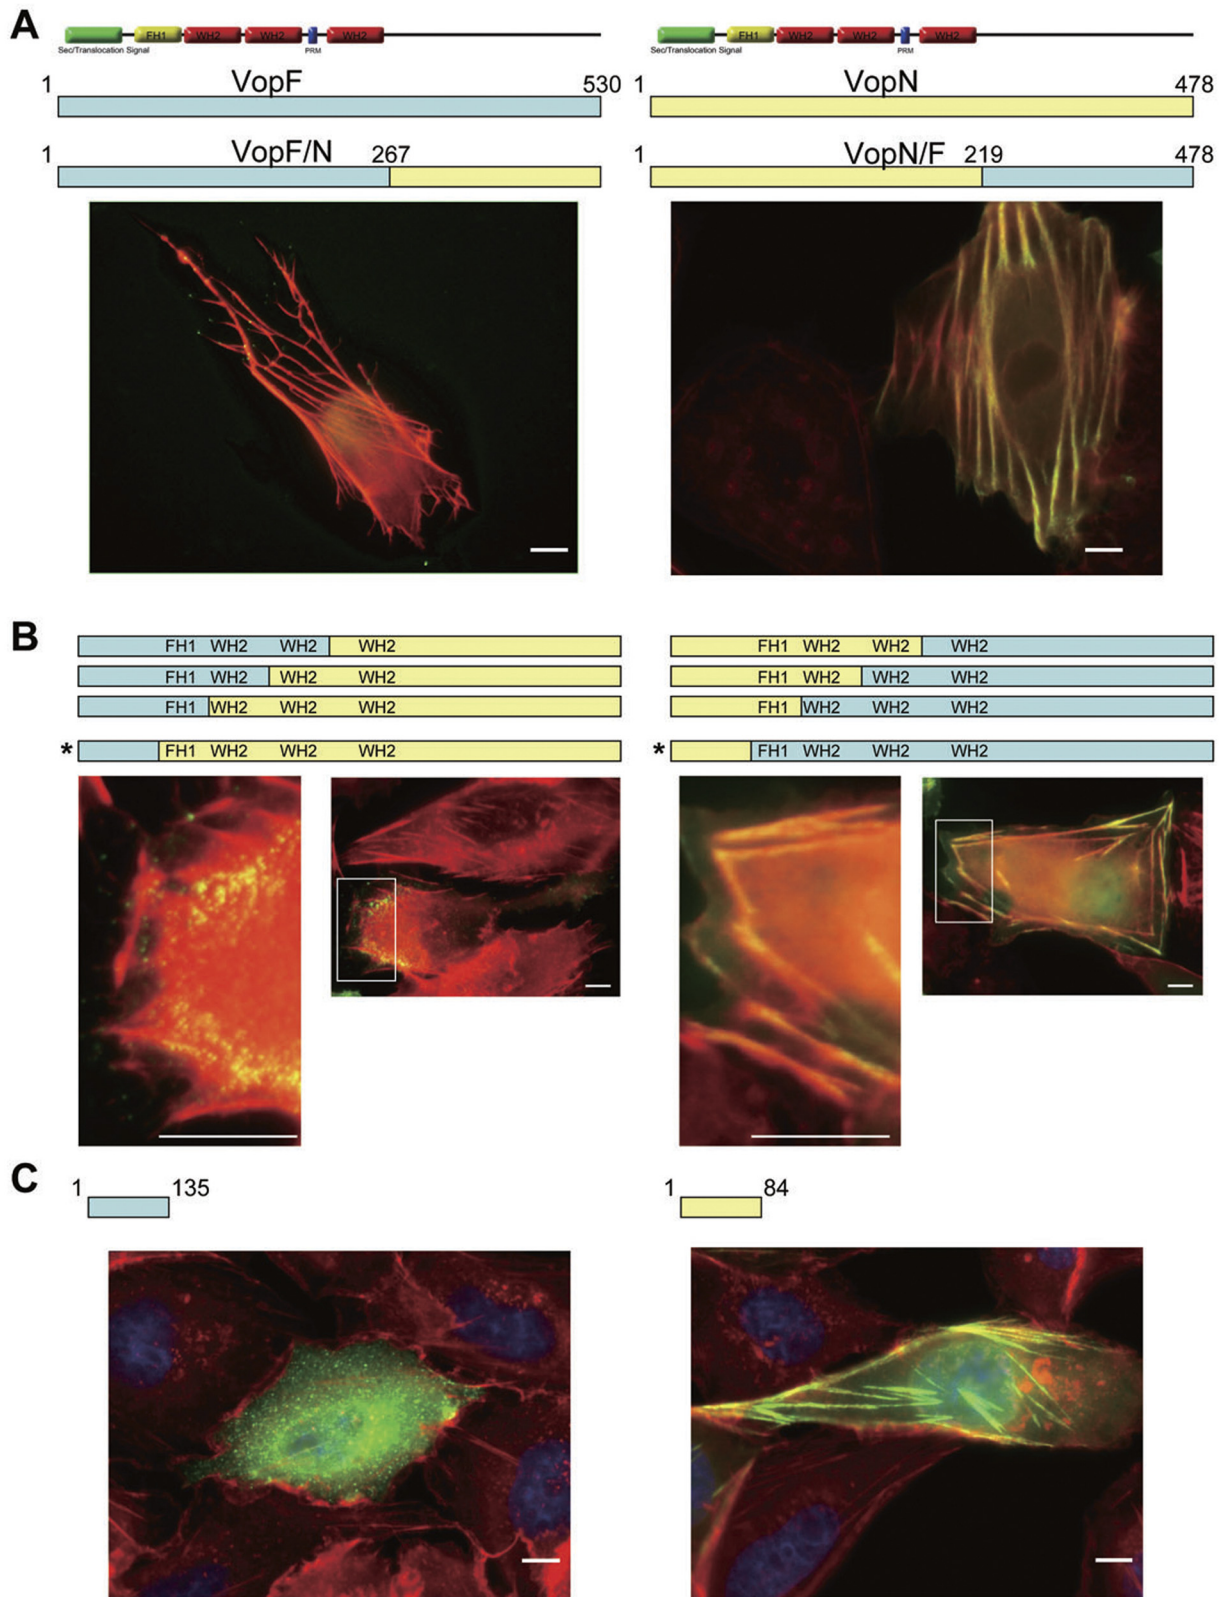 A
FH1 WH2 WH2 WH2
Sec/Translocation Signal PRM
FH1 WH2 WH2 WH2
Sec/Translocation Signal PRM
1 VopF 530
1 VopN 478
1 VopF/N 267
1 VopN/F 219 478
B
FH1 WH2 WH2 WH2
FH1 WH2 WH2 WH2
FH1 WH2 WH2 WH2
* FH1 WH2 WH2 WH2
FH1 WH2 WH2 WH2
FH1 WH2 WH2 WH2
FH1 WH2 WH2 WH2
* FH1 WH2 WH2 WH2
C
1 135
1 84